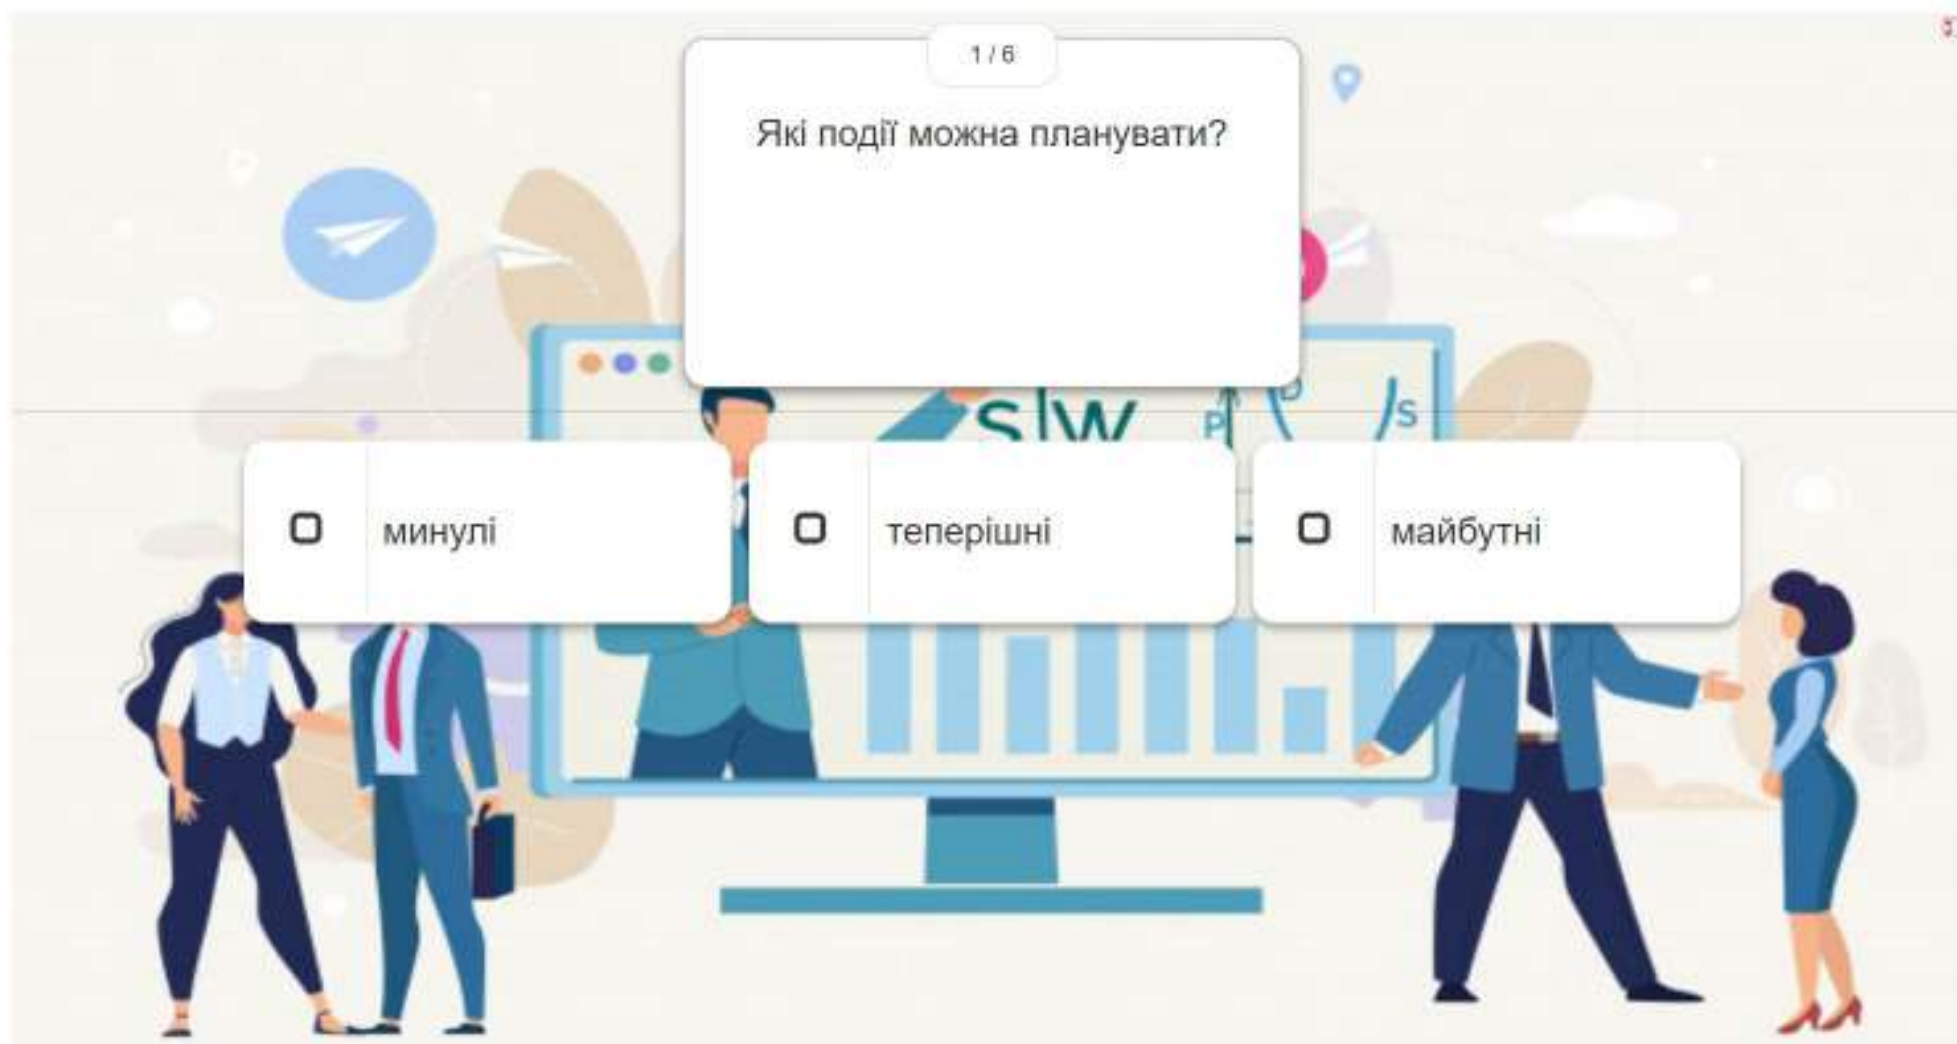 1 / 6
Які події можна планувати?
S W
P D S
минулі
теперішні
майбутні